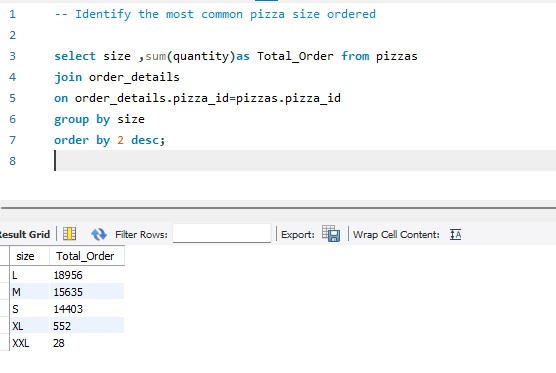 1 -- Identify the most common pizza size ordered
2
3 select size ,sum(quantity)as Total_Order from pizzas
4 join order_details
5 on order_details.pizza_id=pizzas.pizza_id
6 group by size
7 order by 2 desc;
8
Result Grid Filter Rows: Export: Wrap Cell Content: IA
size Total_Order
L 18956
M 15635
S 14403
XL 552
XXL 28